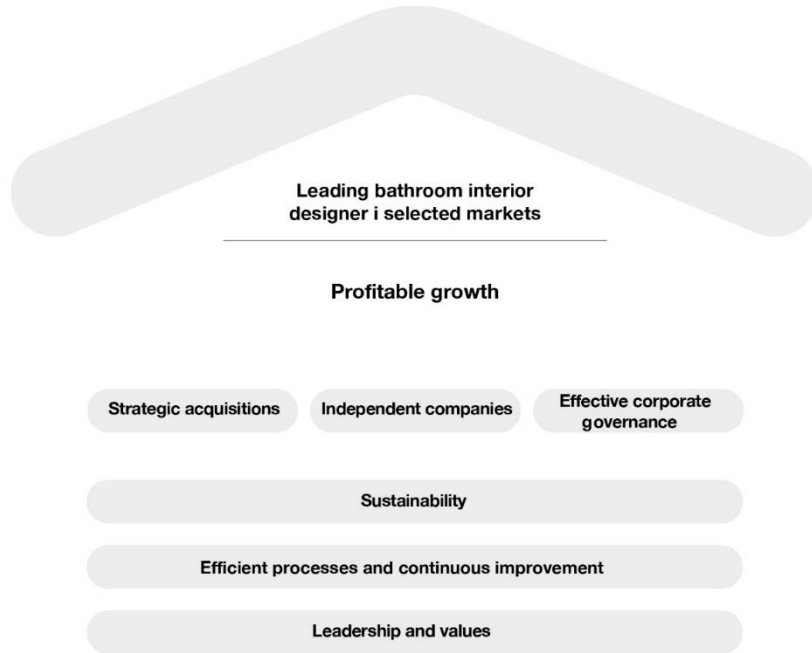 Leading bathroom interior
designer i selected markets
Profitable growth
Strategic acquisitions
Independent companies
Effective corporate
governance
Sustainability
Efficient processes and continuous improvement
Leadership and values